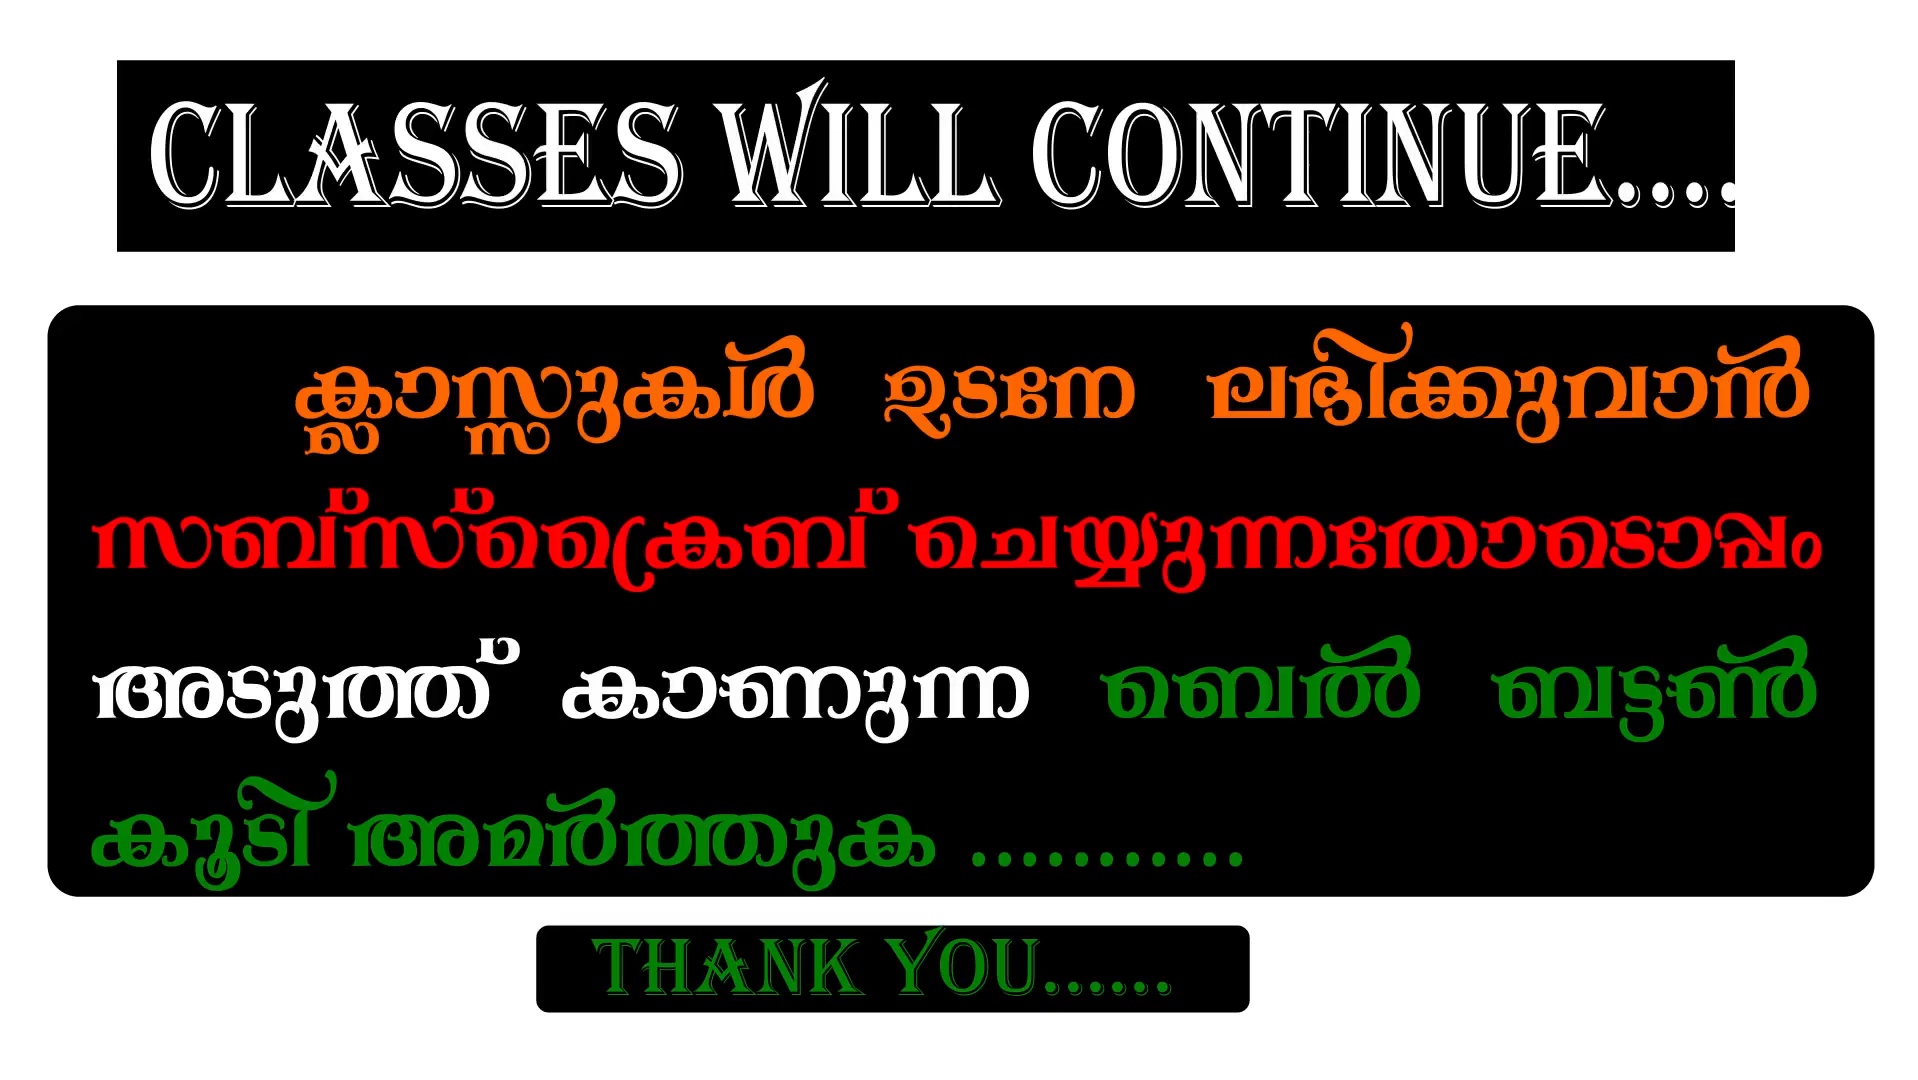 CLASSES WILL CONTINUE....
ക്ലാസ്സുകൾ ഉടനേ ലഭിക്കുവാൻ
സബ്സ്ക്രൈബ് ചെയ്യുന്നതോടൊപ്പം
അടുത്ത് കാണുന്ന ബെൽ ബട്ടൺ
കൂടി അമർത്തുക ...........
THANK YOU......